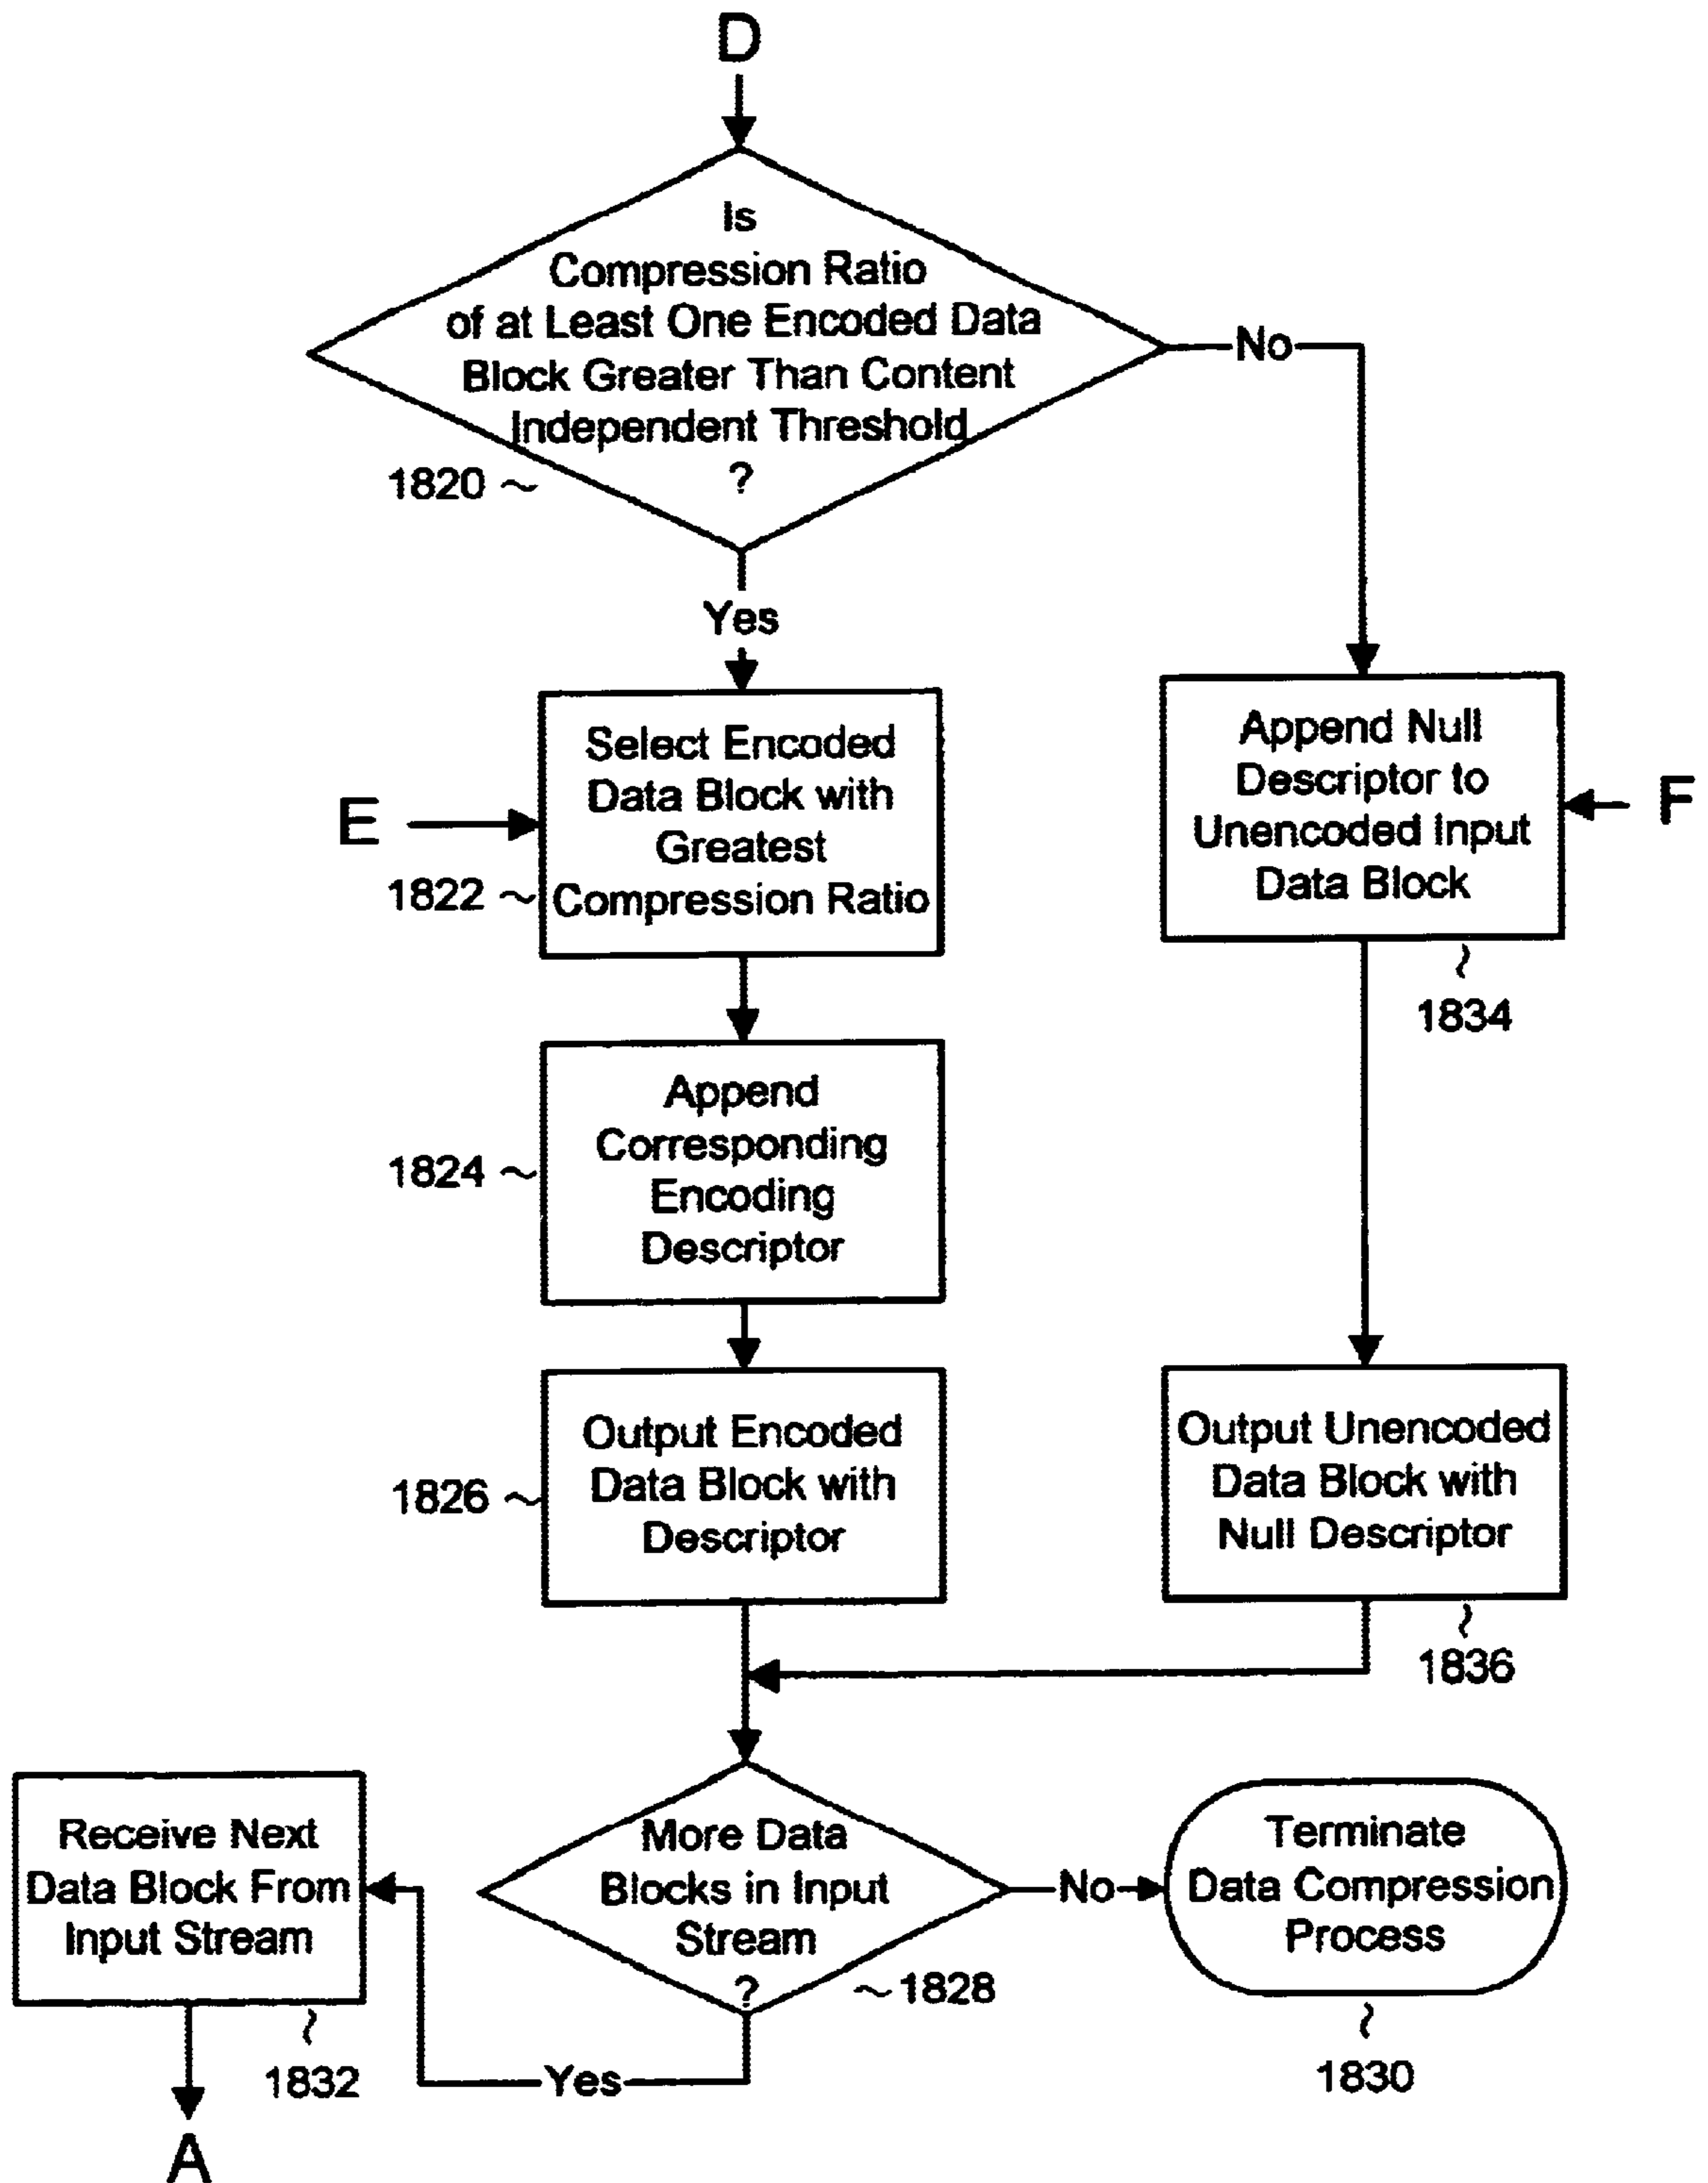 D
Is
Compression Ratio
of at Least One Encoded Data
Block Greater Than Content
Independent Threshold
?
1820
No
Yes
Select Encoded
Data Block with
Greatest
Compression Ratio
E
1822
Append Null
Descriptor to
Unencoded Input
Data Block
F
1834
Append
Corresponding
Encoding
Descriptor
1824
Output Encoded
Data Block with
Descriptor
1826
Output Unencoded
Data Block with
Null Descriptor
1836
Receive Next
Data Block From
Input Stream
1832
More Data
Blocks in Input
Stream
?
1828
No
Terminate
Data Compression
Process
1830
Yes
A